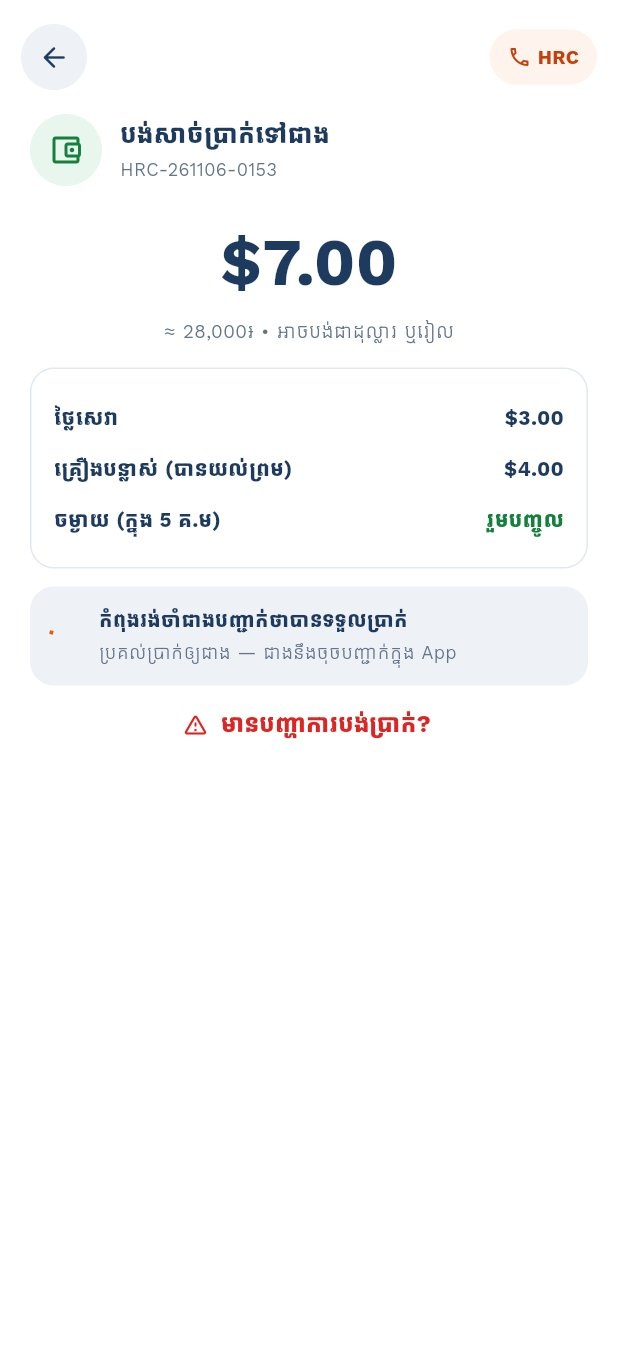 HRC
បង់សាច់ប្រាក់ទៅជាង
HRC-261106-0153
$7.00
≈ 28,000៛ • អាចបង់ជាដុល្លារ ឬរៀល
ថ្លៃសេវា $3.00
គ្រឿងបន្លាស់ (បានយល់ព្រម) $4.00
ចម្ងាយ (ក្នុង 5 គ.ម) រួមបញ្ចូល
កំពុងរង់ចាំជាងបញ្ជាក់ថាបានទទួលប្រាក់
ប្រគល់ប្រាក់ឲ្យជាង — ជាងនឹងចុចបញ្ជាក់ក្នុង App
មានបញ្ហាការបង់ប្រាក់?